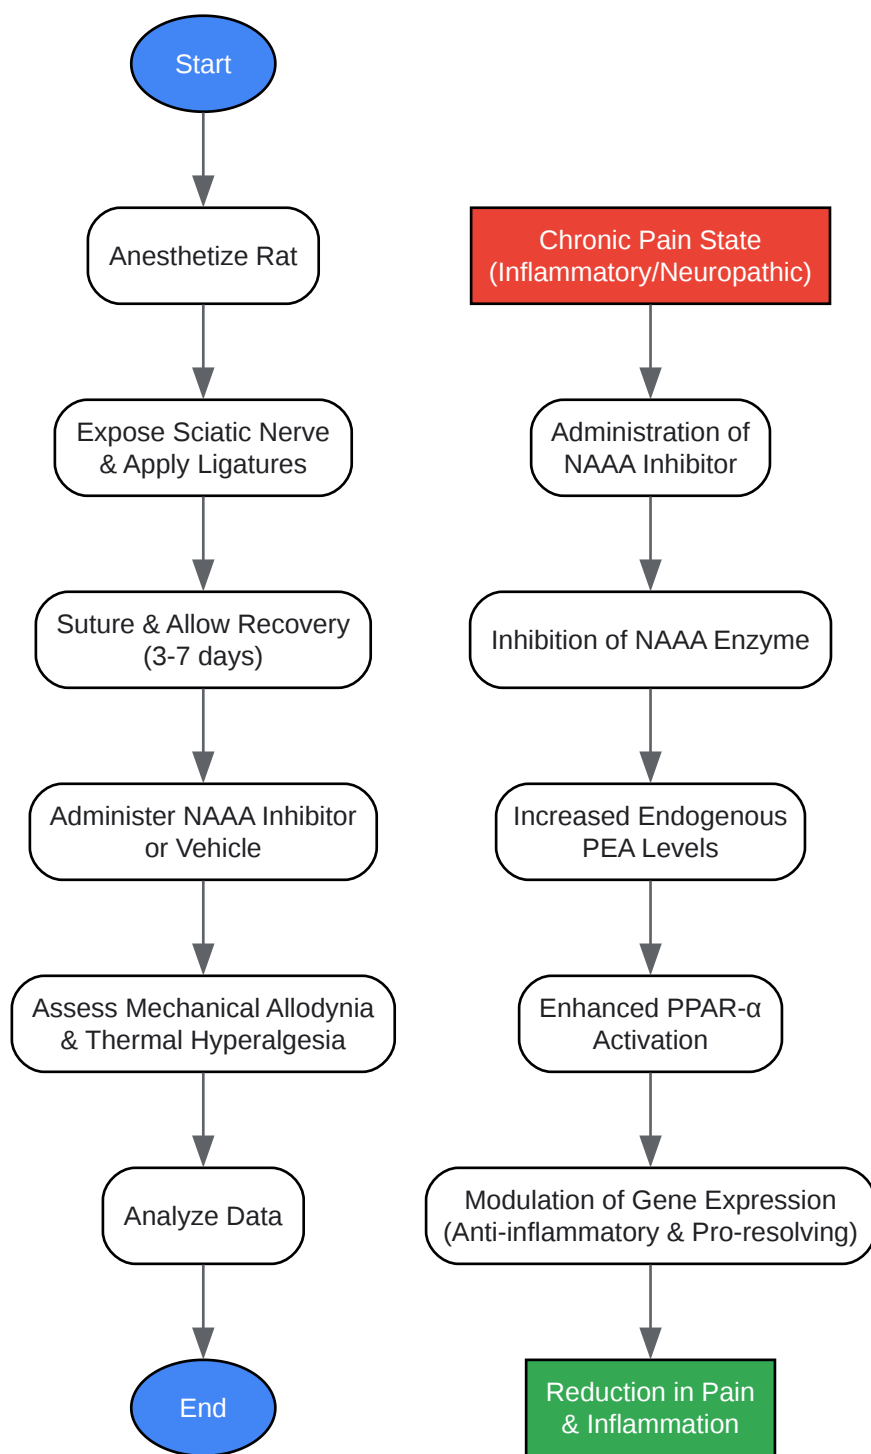 Start
Anesthetize Rat
Expose Sciatic Nerve
& Apply Ligatures
Suture & Allow Recovery
(3-7 days)
Administer NAAA Inhibitor
or Vehicle
Assess Mechanical Allodynia
& Thermal Hyperalgesia
Analyze Data
End
Chronic Pain State
(Inflammatory/Neuropathic)
Administration of
NAAA Inhibitor
Inhibition of NAAA Enzyme
Increased Endogenous
PEA Levels
Enhanced PPAR-α
Activation
Modulation of Gene Expression
(Anti-inflammatory & Pro-resolving)
Reduction in Pain
& Inflammation